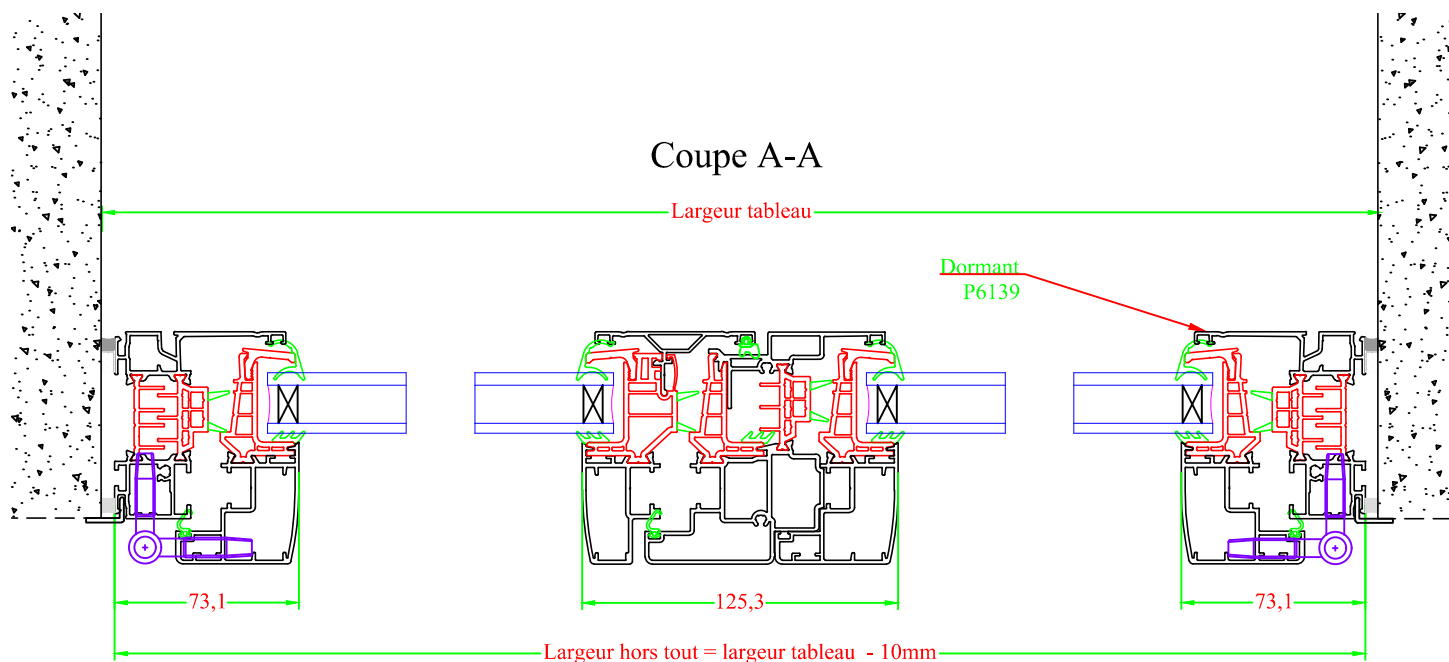 Coupe A-A
Largeur tableau
Dormant
P6139
73,1
125,3
73,1
Largeur hors tout = largeur tableau - 10mm